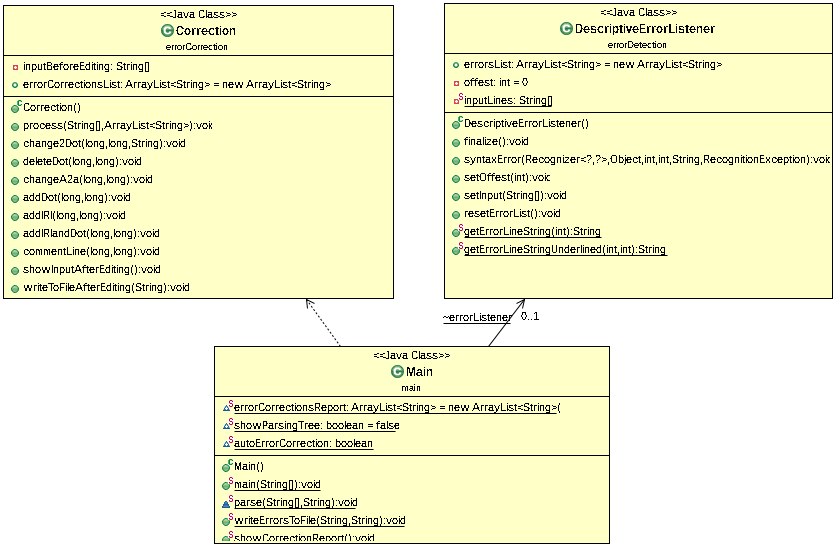 <<Java Class>>
Correction
errorCorrection
inputBeforeEditing: String[]
errorCorrectionsList: ArrayList<String> = new ArrayList<String>
Correction()
process(String[],ArrayList<String>):void
change2Dot(long,long,String):void
deleteDot(long,long):void
changeA2a(long,long):void
addDot(long,long):void
addIRI(long,long):void
addIRIandDot(long,long):void
commentLine(long,long):void
showInputAfterEditing():void
writeToFileAfterEditing(String):void
<<Java Class>>
DescriptiveErrorListener
errorDetection
errorsList: ArrayList<String> = new ArrayList<String>
offest: int = 0
inputLines: String[]
DescriptiveErrorListener()
finalize():void
syntaxError(Recognizer<?,?>,Object,int,int,String,RecognitionException):void
setOffest(int):void
setInput(String[]):void
resetErrorList():void
getErrorLineString(int):String
getErrorLineStringUnderlined(int,int):String
~errorListener 0..1
<<Java Class>>
Main
main
errorCorrectionsReport: ArrayList<String> = new ArrayList<String>(
showParsingTree: boolean = false
autoErrorCorrection: boolean
Main()
main(String[]):void
parse(String[],String):void
writeErrorsToFile(String,String):void
showCorrectionReport():void